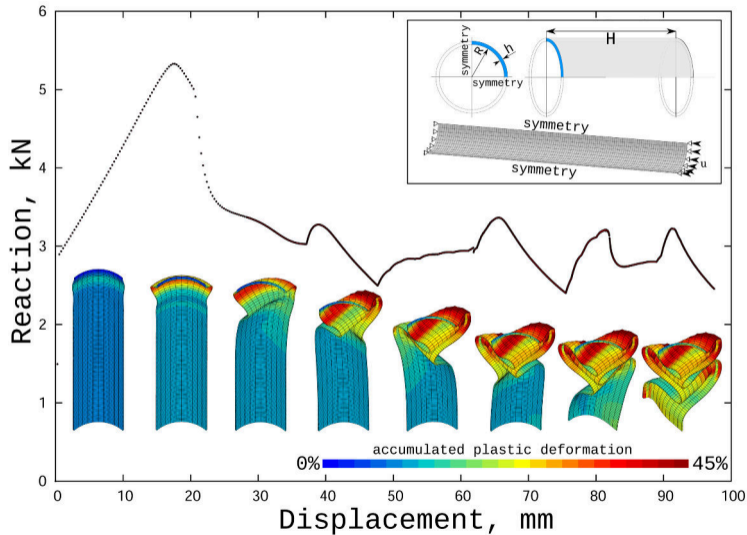 6
5
4
3
2
1
0
Reaction, kN
0 10 20 30 40 50 60 70 80 90 100
Displacement, mm
symmetry
R
h
symmetry
H
symmetry
u
symmetry
accumulated plastic deformation
0% 45%